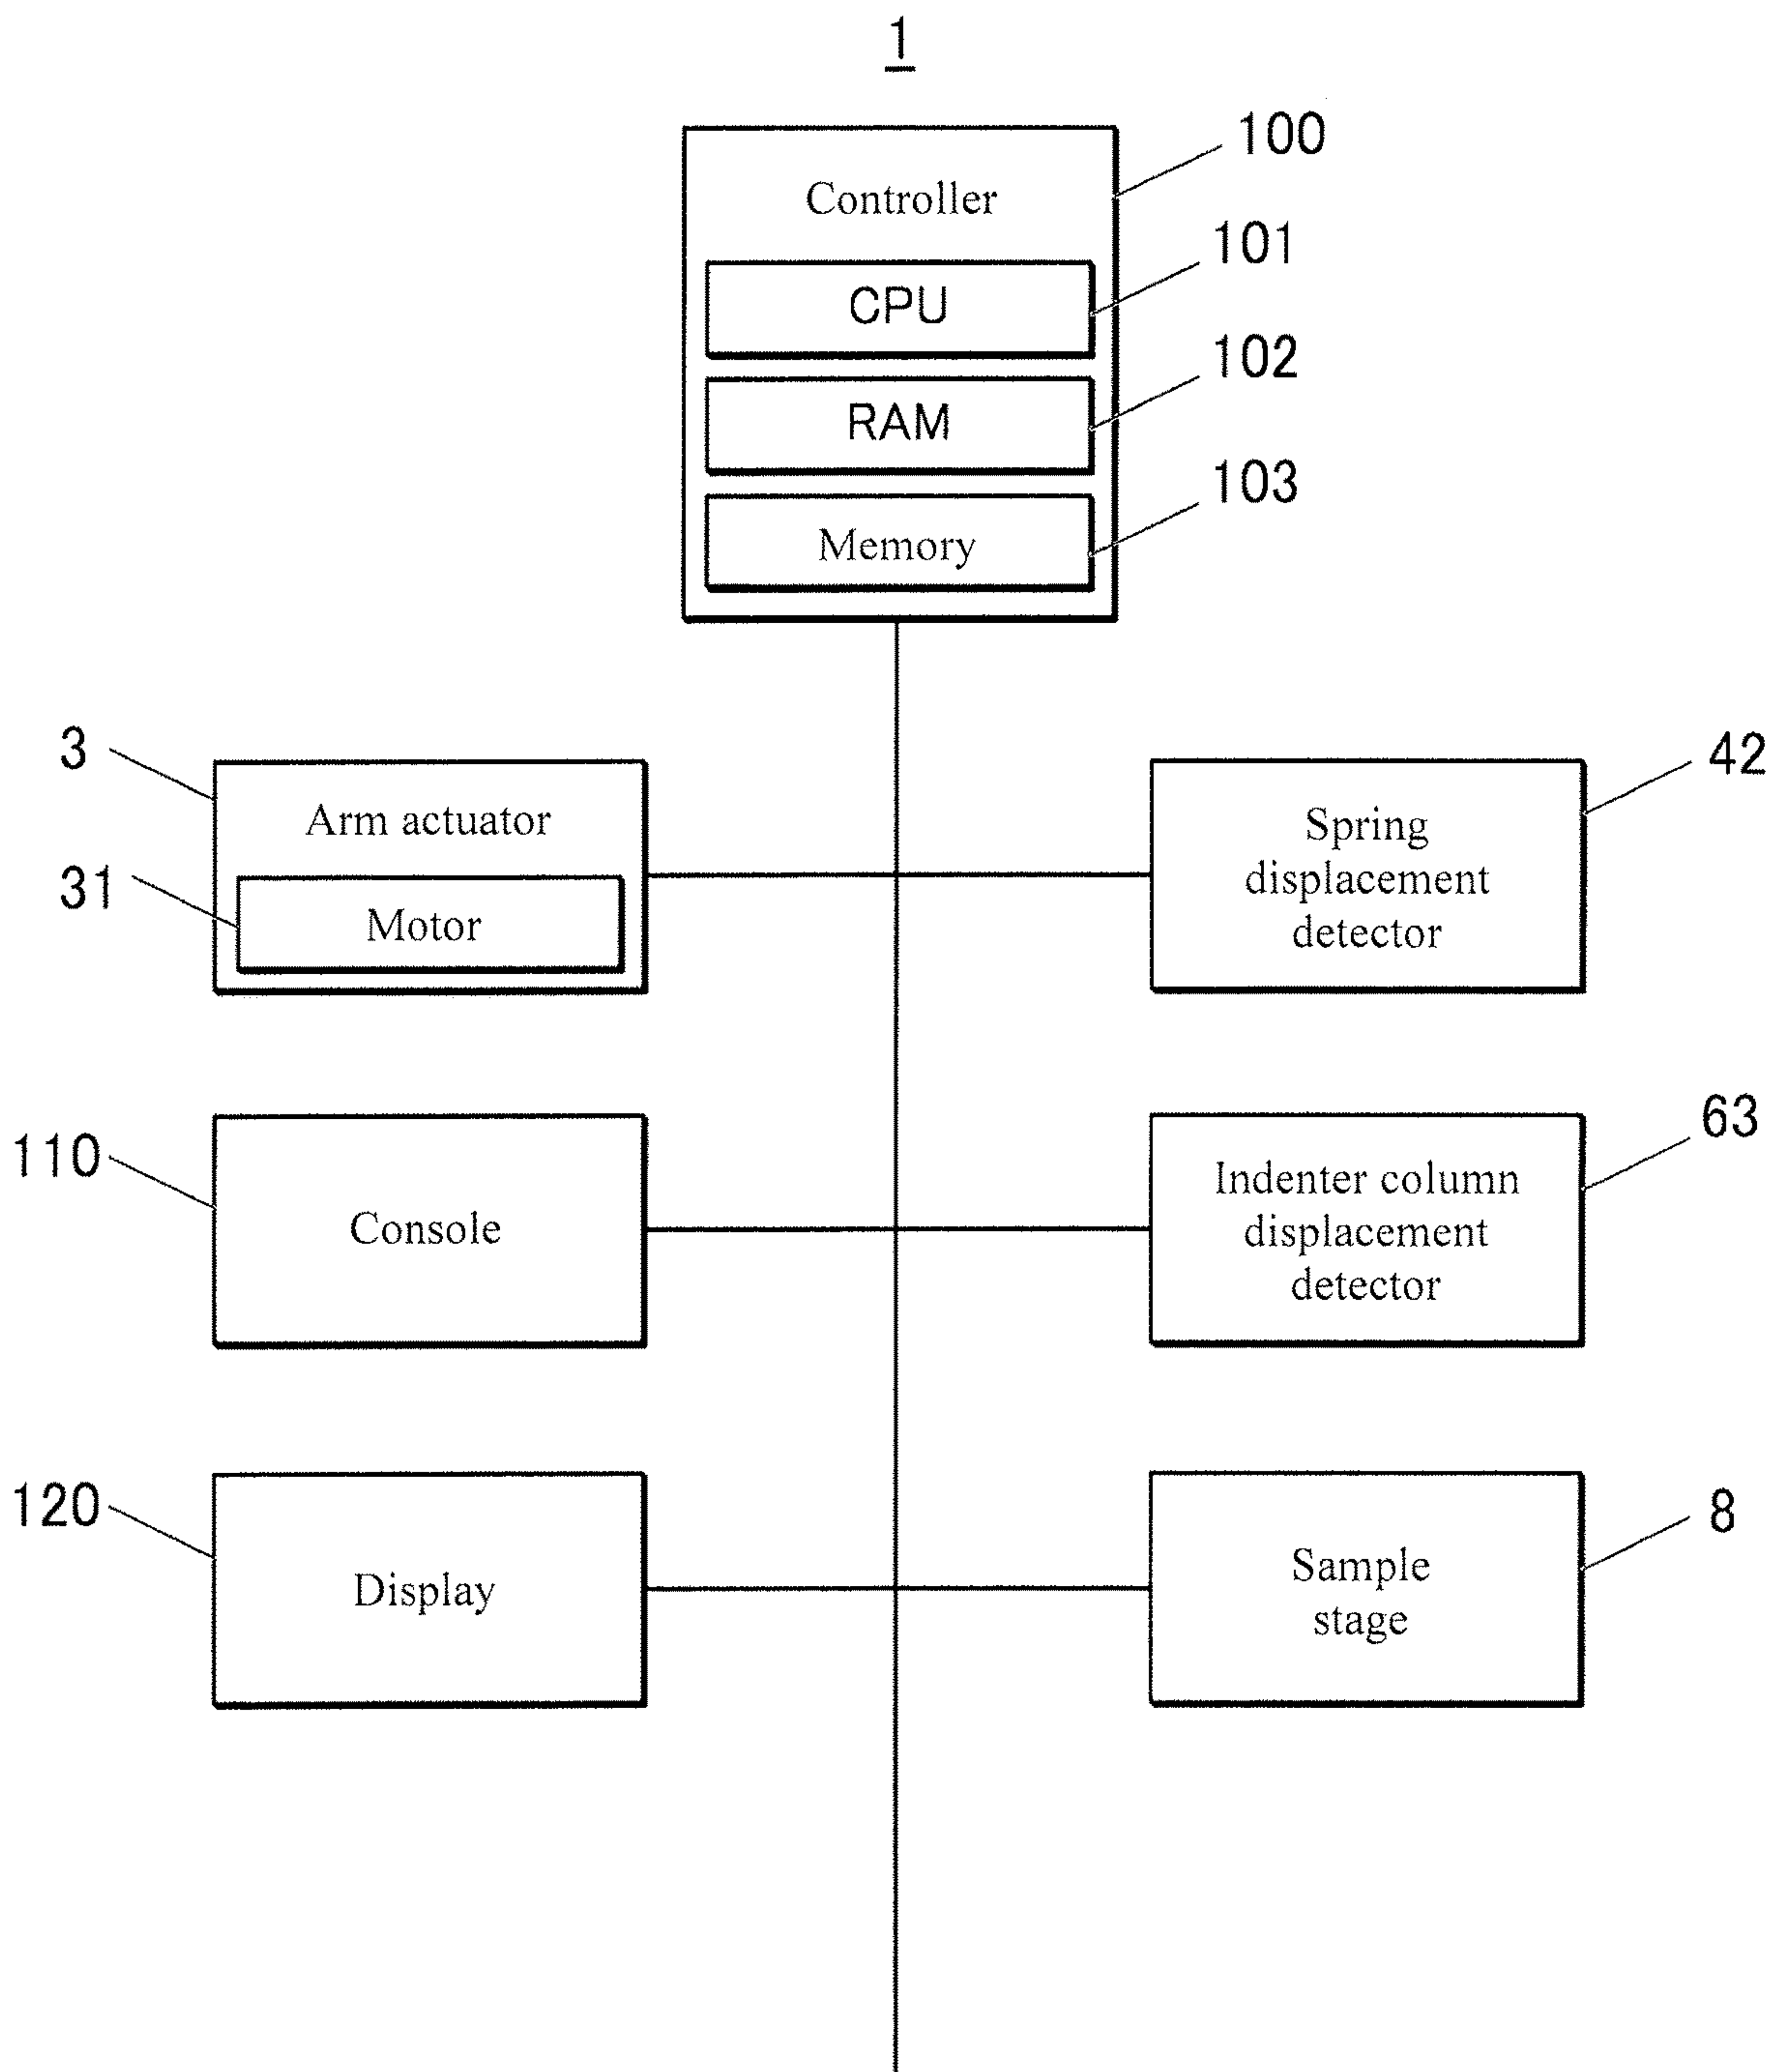 1
100
Controller
101
CPU
102
RAM
103
Memory
3
Arm actuator
31
Motor
42
Spring
displacement
detector
110
Console
63
Indenter column
displacement
detector
120
Display
8
Sample
stage